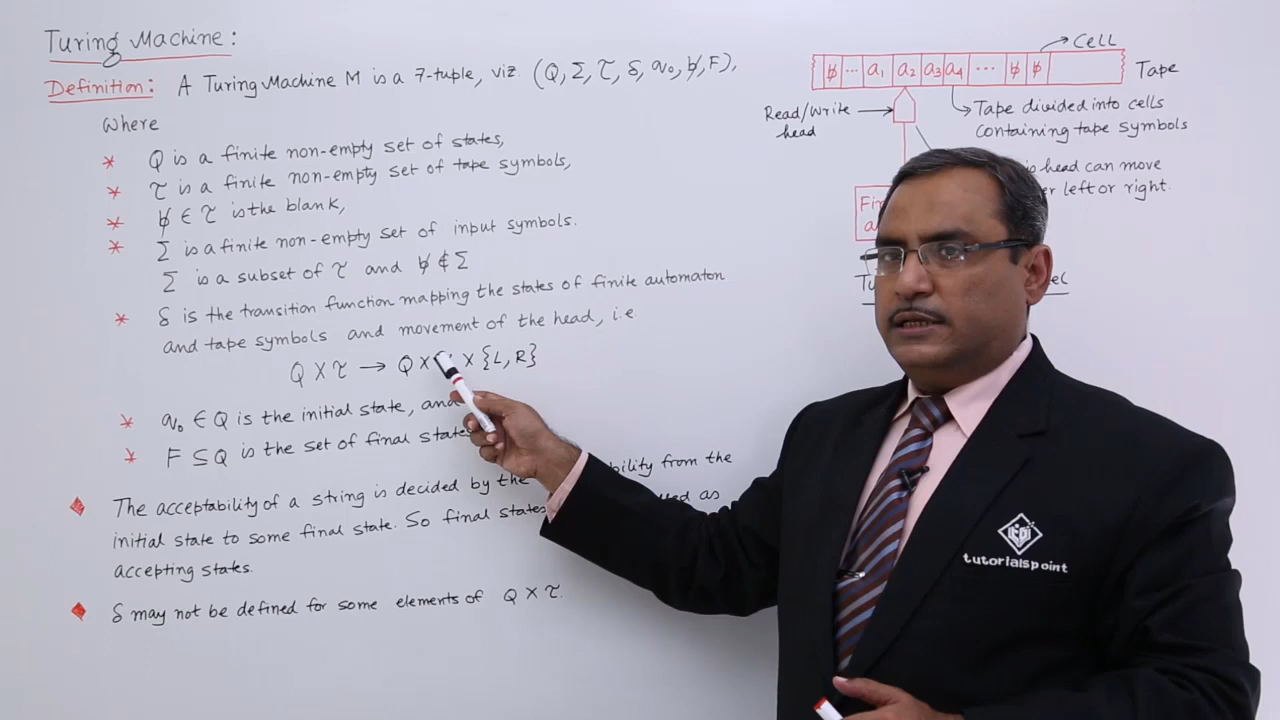 Turing Machine:
Definition: A Turing Machine M is a 7-tuple, viz. (Q, Σ, τ, δ, q₀, b̸, F),
Where
* Q is a finite non-empty set of states,
* τ is a finite non-empty set of tape symbols,
* b̸ ∈ τ is the blank,
* Σ is a finite non-empty set of input symbols.
Σ is a subset of τ and b̸ ∉ Σ
* δ is the transition function mapping the states of finite automaton
and tape symbols and movement of the head, i.e
Q X τ → Q X X {L, R}
* q₀ ∈ Q is the initial state, and
* F ⊆ Q is the set of final states
The acceptability of a string is decided by the from the
initial state to some final state. So final states as
accepting states.
δ may not be defined for some elements of Q X τ.
Cell
b̸ ... a₁ a₂ a₃ a₄ ... b̸ b̸
Tape
Read/Write
head
Tape divided into cells
containing tape symbols
head can move
left or right.
tutorialspoint